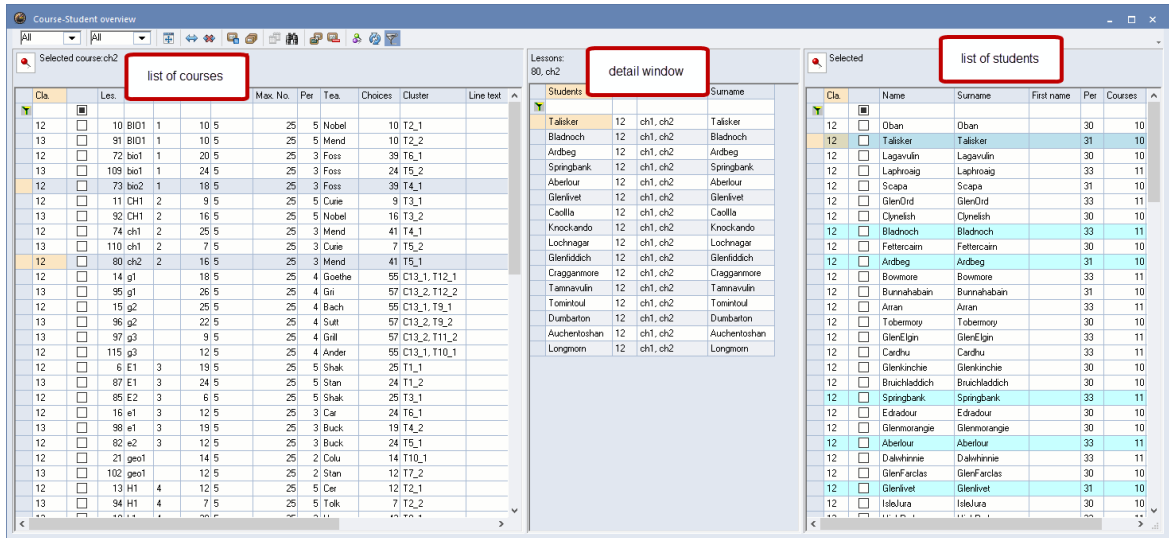 Course-Student overview
All All
Selected course:ch2
list of courses
Cla. Les. Max. No. Per Tea. Choices Cluster Line text
12 10 BIO1 1 10 5 25 5 Nobel 10 T2_1
13 91 BIO1 1 10 5 25 5 Mend 10 T2_2
12 72 bio1 1 20 5 25 3 Foss 39 T6_1
13 109 bio1 1 24 5 25 3 Foss 24 T5_2
12 73 bio2 1 18 5 25 3 Foss 39 T4_1
12 11 CH1 2 9 5 25 5 Curie 9 T3_1
13 92 CH1 2 16 5 25 5 Nobel 16 T3_2
12 74 ch1 2 25 5 25 3 Mend 41 T4_1
13 110 ch1 2 7 5 25 3 Curie 7 T5_2
12 80 ch2 2 16 5 25 3 Mend 41 T5_1
12 14 g1 18 5 25 4 Goethe 55 C13_1, T12_1
13 95 g1 26 5 25 4 Gri 57 C13_2, T12_2
12 15 g2 25 5 25 4 Bach 55 C13_1, T9_1
13 96 g2 22 5 25 4 Sutt 57 C13_2, T9_2
13 97 g3 9 5 25 4 Grill 57 C13_2, T11_2
12 115 g3 12 5 25 4 Ander 55 C13_1, T10_1
12 6 E1 3 19 5 25 5 Shak 25 T1_1
13 87 E1 3 24 5 25 5 Stan 24 T1_2
12 85 E2 3 6 5 25 5 Shak 25 T3_1
12 16 e1 3 12 5 25 3 Car 24 T6_1
13 98 e1 3 19 5 25 3 Buck 19 T4_2
12 82 e2 3 12 5 25 3 Buck 24 T5_1
12 21 geo1 14 5 25 2 Colu 14 T10_1
13 102 geo1 12 5 25 2 Stan 12 T7_2
12 13 H1 4 12 5 25 5 Cer 12 T2_1
13 94 H1 4 7 5 25 5 Tolk 7 T2_2
Lessons:
80, ch2
detail window
Students Surname
Talisker 12 ch1, ch2 Talisker
Bladnoch 12 ch1, ch2 Bladnoch
Ardbeg 12 ch1, ch2 Ardbeg
Springbank 12 ch1, ch2 Springbank
Aberlour 12 ch1, ch2 Aberlour
Glenlivet 12 ch1, ch2 Glenlivet
CaolIla 12 ch1, ch2 CaolIla
Knockando 12 ch1, ch2 Knockando
Lochnagar 12 ch1, ch2 Lochnagar
Glenfiddich 12 ch1, ch2 Glenfiddich
Cragganmore 12 ch1, ch2 Cragganmore
Tamnavulin 12 ch1, ch2 Tamnavulin
Tomintoul 12 ch1, ch2 Tomintoul
Dumbarton 12 ch1, ch2 Dumbarton
Auchentoshan 12 ch1, ch2 Auchentoshan
Longmorn 12 ch1, ch2 Longmorn
Selected
list of students
Cla. Name Surname First name Per Courses
12 Oban Oban 30 10
12 Talisker Talisker 31 10
12 Lagavulin Lagavulin 30 10
12 Laphroaig Laphroaig 33 11
12 Scapa Scapa 31 10
12 GlenOrd GlenOrd 33 11
12 Clynelish Clynelish 30 10
12 Bladnoch Bladnoch 33 11
12 Fettercairn Fettercairn 30 10
12 Ardbeg Ardbeg 31 10
12 Bowmore Bowmore 33 11
12 Bunnahabain Bunnahabain 31 10
12 Arran Arran 33 11
12 Tobermory Tobermory 30 10
12 GlenElgin GlenElgin 33 11
12 Cardhu Cardhu 33 11
12 Glenkinchie Glenkinchie 30 10
12 Bruichladdich Bruichladdich 30 10
12 Springbank Springbank 33 11
12 Edradour Edradour 30 10
12 Glenmorangie Glenmorangie 30 10
12 Aberlour Aberlour 33 11
12 Dalwhinnie Dalwhinnie 33 11
12 GlenFarclas GlenFarclas 30 10
12 Glenlivet Glenlivet 31 10
12 IsleJura IsleJura 30 10